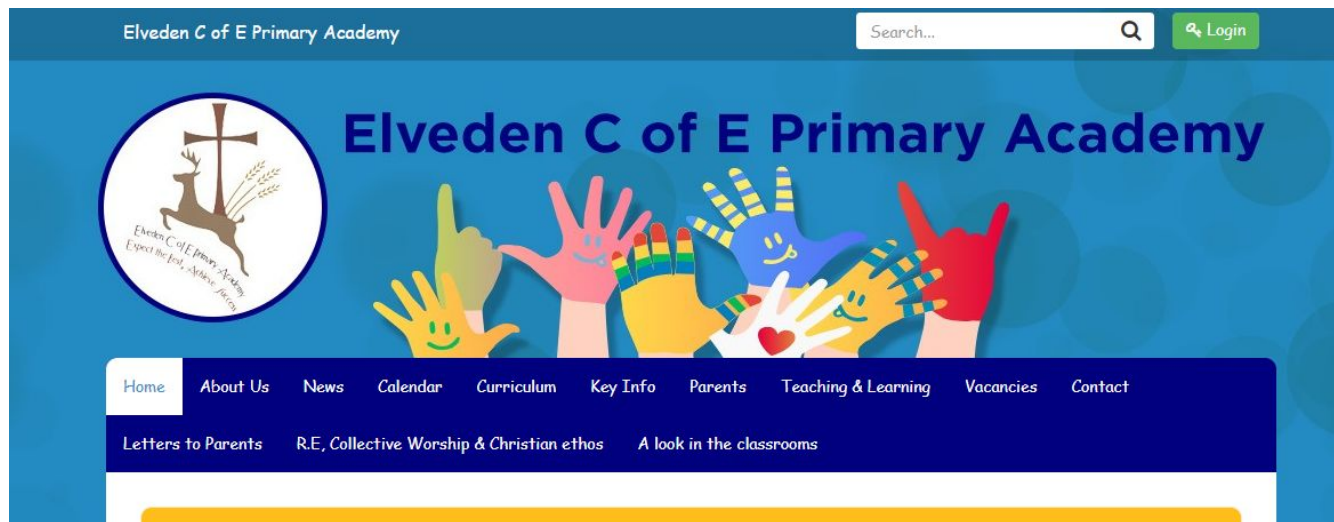 Elveden C of E Primary Academy
Search...
Login
Elveden C of E Primary Academy
Elveden C of E Primary Academy
Expect the best, Achieve Success
Home About Us News Calendar Curriculum Key Info Parents Teaching & Learning Vacancies Contact
Letters to Parents R.E, Collective Worship & Christian ethos A look in the classrooms